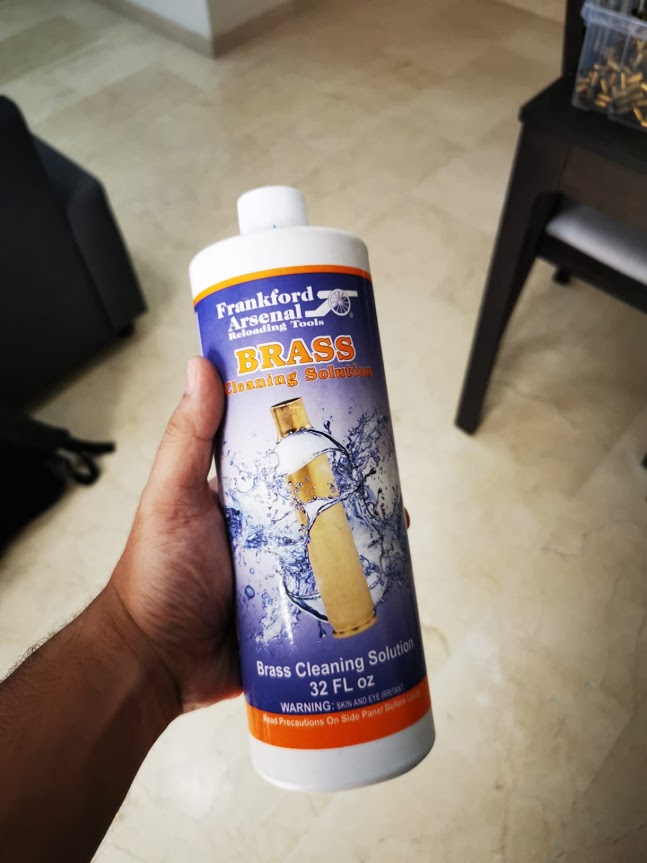 Frankford
Arsenal
®
Reloading Tools
BRASS
Cleaning Solution
Brass Cleaning Solution
32 FL oz
WARNING: SKIN AND EYE IRRITANT
Read Precautions On Side Panel Before Using